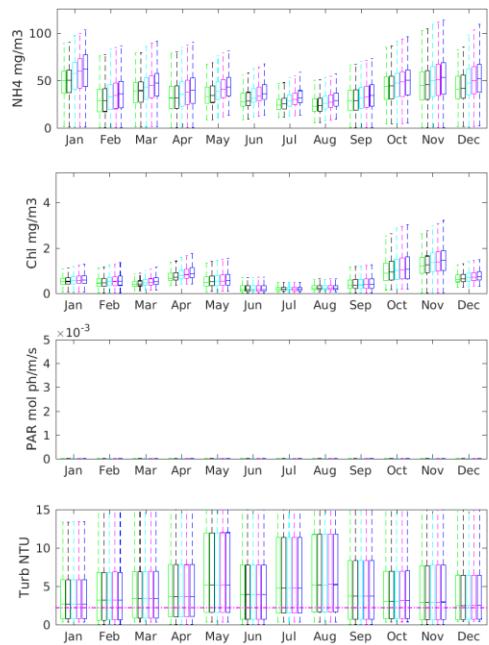 100
50
0
NH4 mg/m3
Jan Feb Mar Apr May Jun Jul Aug Sep Oct Nov Dec
4
2
0
Chl mg/m3
Jan Feb Mar Apr May Jun Jul Aug Sep Oct Nov Dec
×10⁻³
5
4
3
2
1
0
PAR mol ph/m/s
Jan Feb Mar Apr May Jun Jul Aug Sep Oct Nov Dec
15
10
5
0
Turb NTU
Jan Feb Mar Apr May Jun Jul Aug Sep Oct Nov Dec